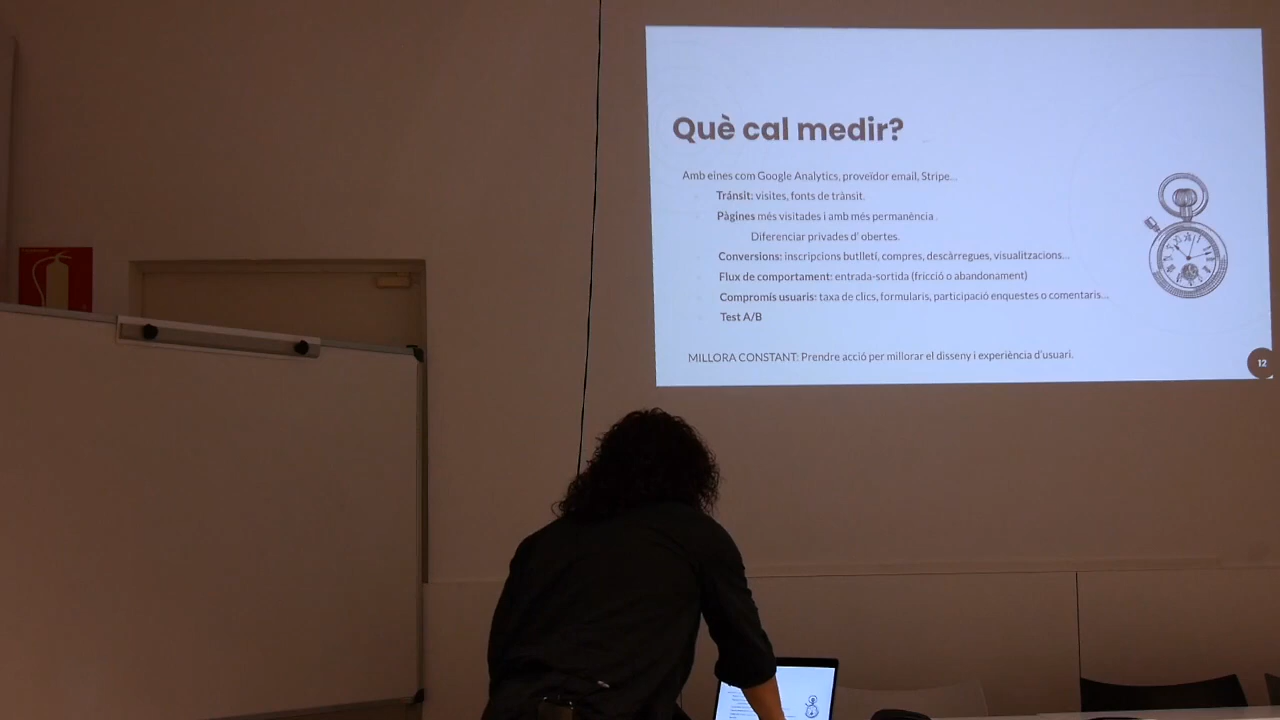 Què cal medir?
Amb eines com Google Analytics, proveïdor email, Stripe...
Tránsit: visites, fonts de trànsit.
Pàgines més visitades i amb més permanència
Diferenciar privades d' obertes.
Conversions: inscripcions butlletí, compres, descàrregues, visualitzacions...
Flux de comportament: entrada-sortida (fricció o abandonament)
Compromís usuaris: taxa de clics, formularis, participació enquestes o comentaris...
Test A/B
MILLORA CONSTANT: Prendre acció per millorar el disseny i experiència d'usuari.
12